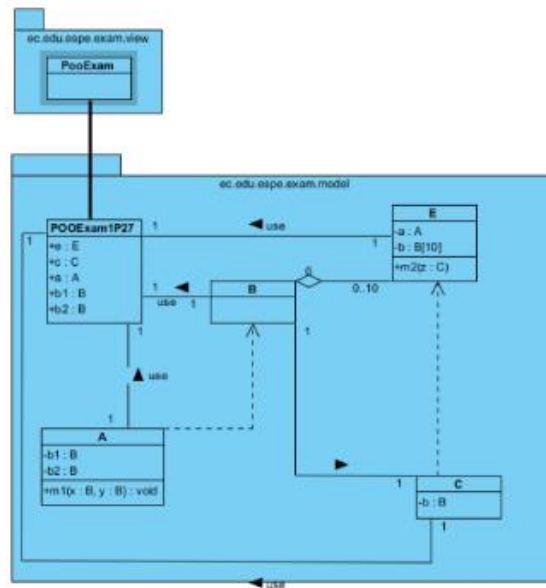 ec.edu.espe.exam.view
PooExam
ec.edu.espe.exam.model
POOExam1P27
+e : E
+c : C
+a : A
+b1 : B
+b2 : B
1
1
use
1
E
-a : A
-b : B[10]
+m2(z : C)
1
use
1
B
0
0..10
1
1
use
1
A
-b1 : B
-b2 : B
+m1(x : B, y : B) : void
1
C
-b : B
1
use